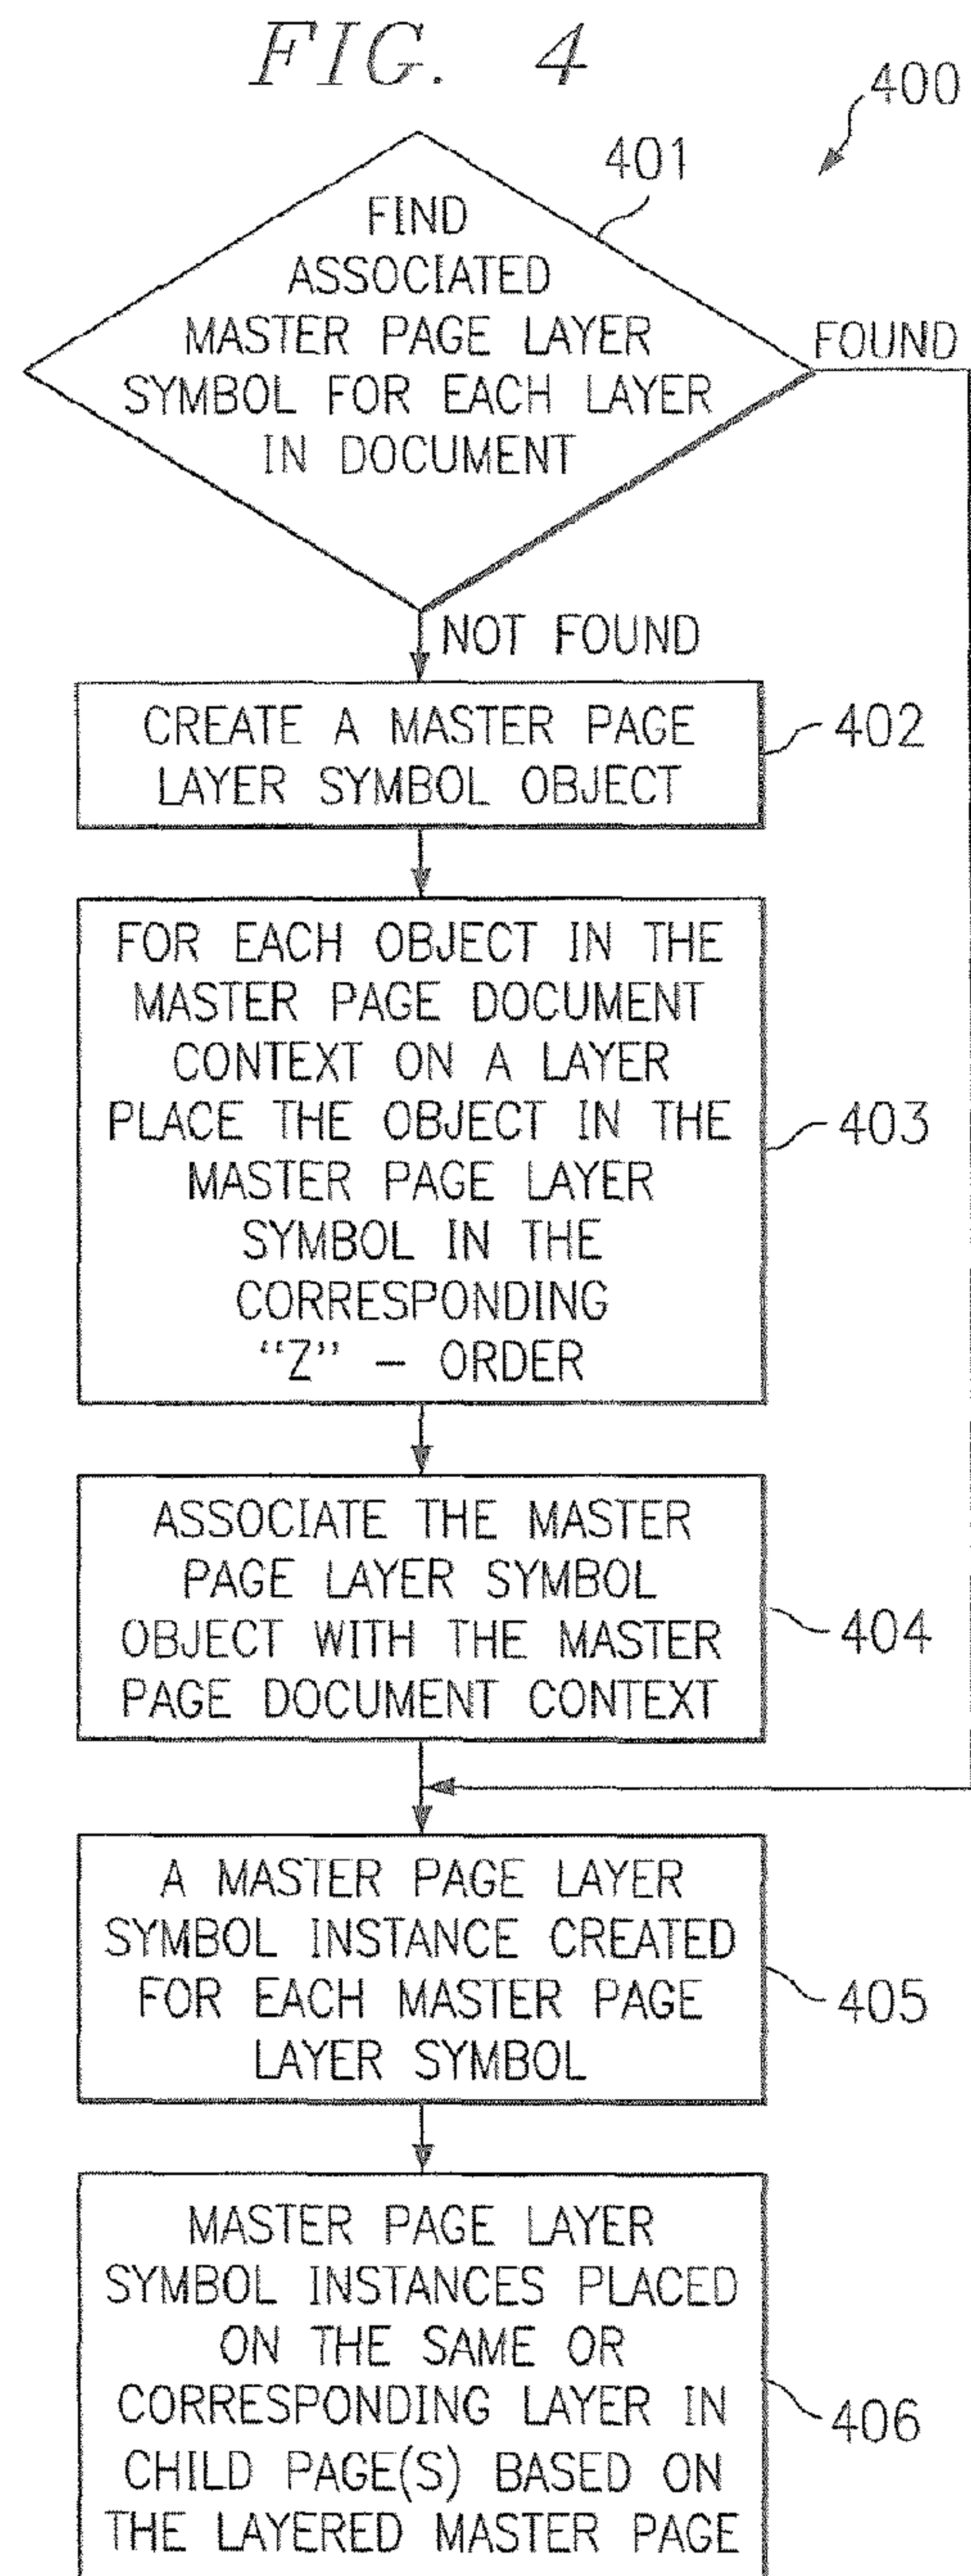 FIG. 4
400
401
FIND
ASSOCIATED
MASTER PAGE LAYER
SYMBOL FOR EACH LAYER
IN DOCUMENT
FOUND
NOT FOUND
CREATE A MASTER PAGE
LAYER SYMBOL OBJECT
402
FOR EACH OBJECT IN THE
MASTER PAGE DOCUMENT
CONTEXT ON A LAYER
PLACE THE OBJECT IN THE
MASTER PAGE LAYER
SYMBOL IN THE
CORRESPONDING
"Z" – ORDER
403
ASSOCIATE THE MASTER
PAGE LAYER SYMBOL
OBJECT WITH THE MASTER
PAGE DOCUMENT CONTEXT
404
A MASTER PAGE LAYER
SYMBOL INSTANCE CREATED
FOR EACH MASTER PAGE
LAYER SYMBOL
405
MASTER PAGE LAYER
SYMBOL INSTANCES PLACED
ON THE SAME OR
CORRESPONDING LAYER IN
CHILD PAGE(S) BASED ON
THE LAYERED MASTER PAGE
406